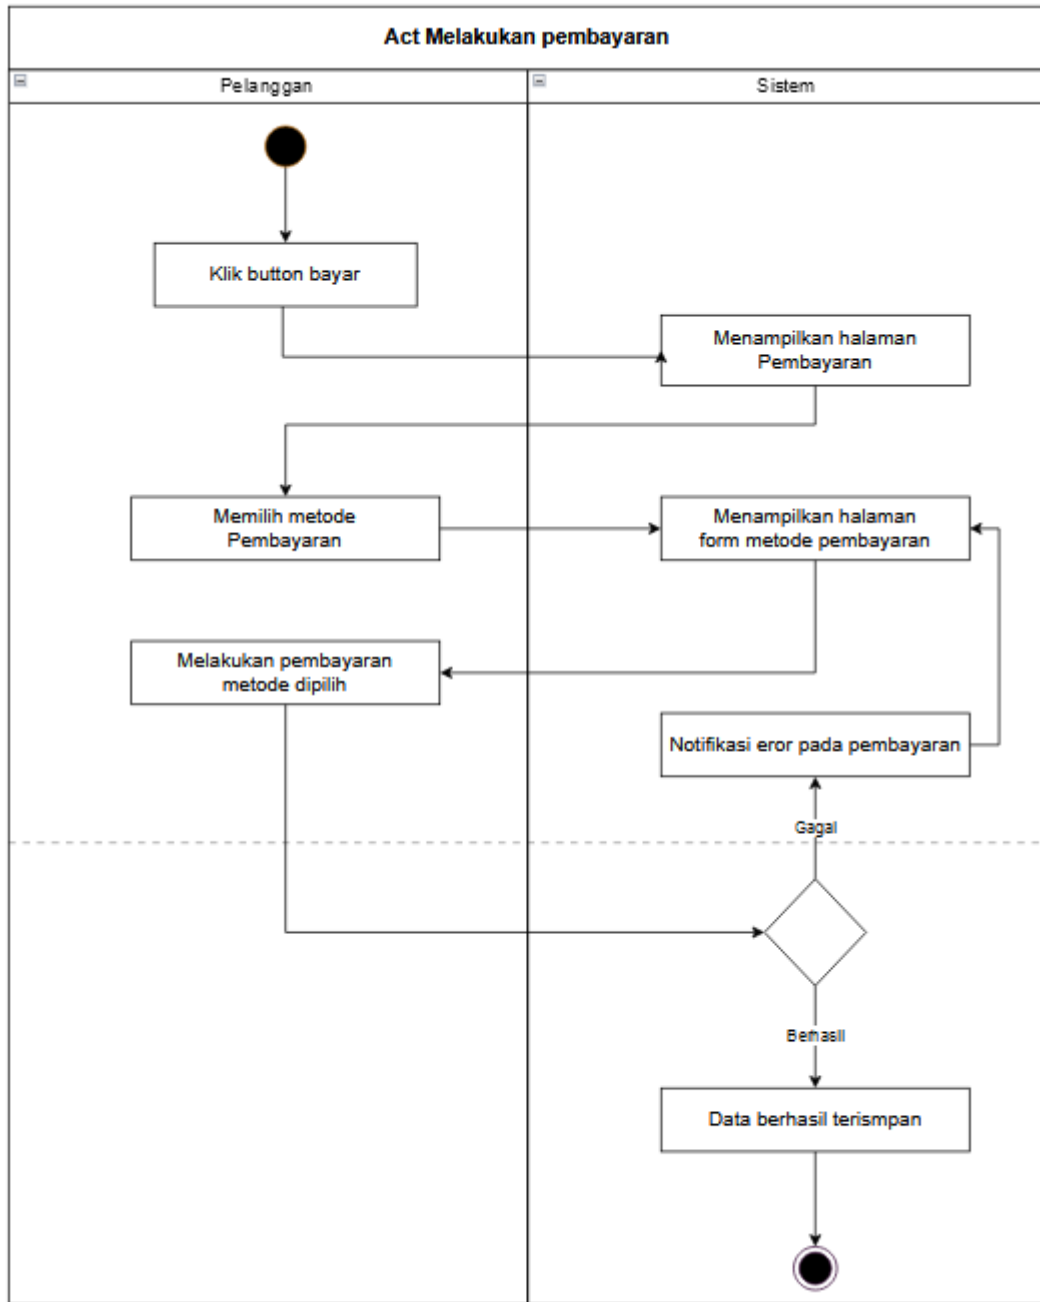 Act Melakukan pembayaran
Pelanggan
Sistem
Klik button bayar
Menampilkan halaman
Pembayaran
Memilih metode
Pembayaran
Menampilkan halaman
form metode pembayaran
Melakukan pembayaran
metode dipilih
Notifikasi eror pada pembayaran
Gagal
Berhasil
Data berhasil terismpan